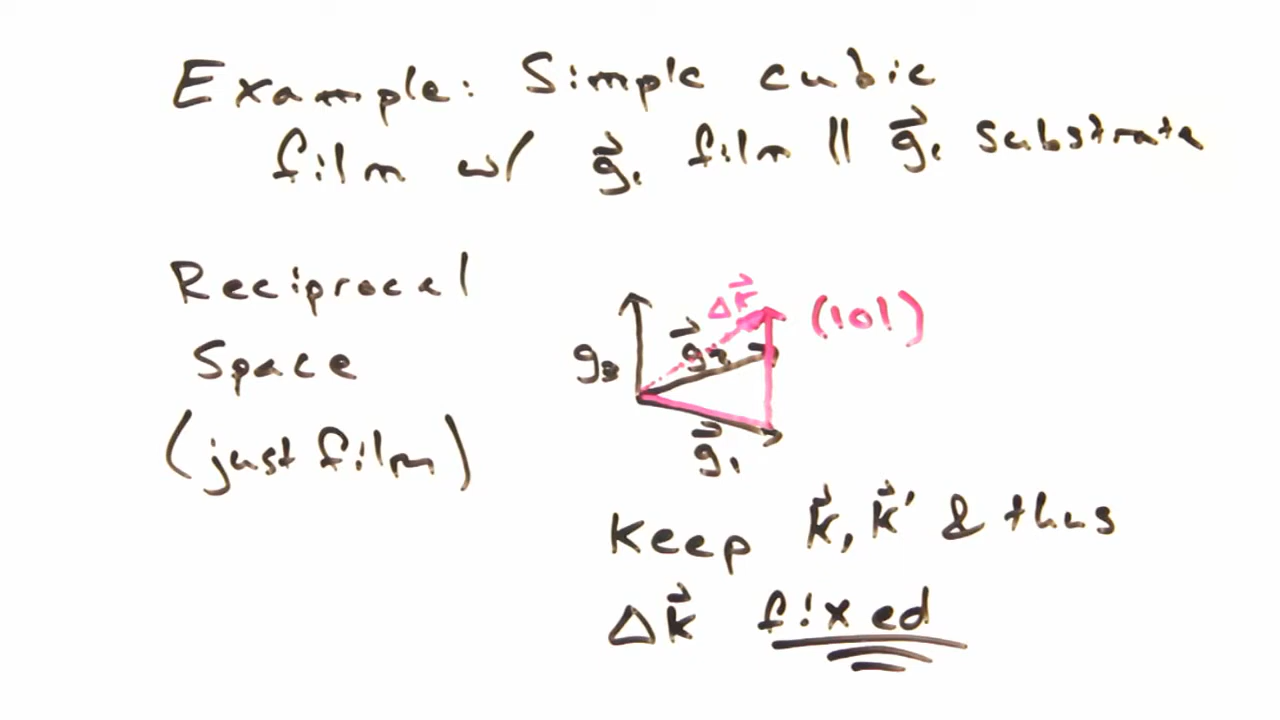 Example: Simple cubic
film w/ g⃗₁ film || g⃗₁ substrate
Reciprocal
Space
(just film)
g₃
Δk⃗
(101)
g⃗₂
g⃗₁
Keep k⃗, k⃗' & thus
Δk⃗ fixed